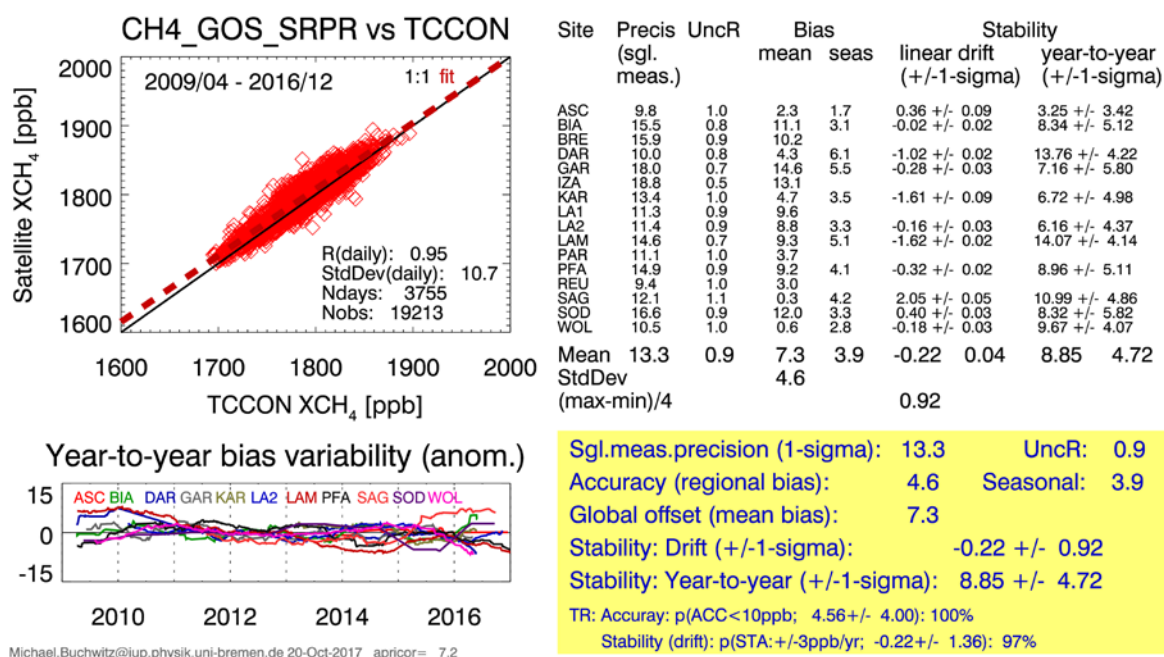 CH4_GOS_SRPR vs TCCON
2009/04 - 2016/12
1:1 fit
Satellite XCH4 [ppb]
2000
1900
1800
1700
1600
R(daily): 0.95
StdDev(daily): 10.7
Ndays: 3755
Nobs: 19213
1600 1700 1800 1900 2000
TCCON XCH4 [ppb]
Site Precis UncR Bias Stability
(sgl. mean seas linear drift year-to-year
meas.) (+/-1-sigma) (+/-1-sigma)
ASC 9.8 1.0 2.3 1.7 0.36 +/- 0.09 3.25 +/- 3.42
BIA 15.5 0.8 11.1 3.1 -0.02 +/- 0.02 8.34 +/- 5.12
BRE 15.9 0.9 10.2
DAR 10.0 0.8 4.3 6.1 -1.02 +/- 0.02 13.76 +/- 4.22
GAR 18.0 0.7 14.6 5.5 -0.28 +/- 0.03 7.16 +/- 5.80
IZA 18.8 0.5 13.1
KAR 13.4 1.0 4.7 3.5 -1.61 +/- 0.09 6.72 +/- 4.98
LA1 11.3 0.9 9.6
LA2 11.4 0.9 8.8 3.3 -0.16 +/- 0.03 6.16 +/- 4.37
LAM 14.6 0.7 9.3 5.1 -1.62 +/- 0.02 14.07 +/- 4.14
PAR 11.1 1.0 3.7
PFA 14.9 0.9 9.2 4.1 -0.32 +/- 0.02 8.96 +/- 5.11
REU 9.4 1.0 3.0
SAG 12.1 1.1 0.3 4.2 2.05 +/- 0.05 10.99 +/- 4.86
SOD 16.6 0.9 12.0 3.3 0.40 +/- 0.03 8.32 +/- 5.82
WOL 10.5 1.0 0.6 2.8 -0.18 +/- 0.03 9.67 +/- 4.07
Mean 13.3 0.9 7.3 3.9 -0.22 0.04 8.85 4.72
StdDev 4.6
(max-min)/4 0.92
Year-to-year bias variability (anom.)
15
0
-15
ASC BIA DAR GAR KAR LA2 LAM PFA SAG SOD WOL
2010 2012 2014 2016
Michael.Buchwitz@iup.physik.uni-bremen.de 20-Oct-2017 apricor= 7.2
Sgl.meas.precision (1-sigma): 13.3 UncR: 0.9
Accuracy (regional bias): 4.6 Seasonal: 3.9
Global offset (mean bias): 7.3
Stability: Drift (+/-1-sigma): -0.22 +/- 0.92
Stability: Year-to-year (+/-1-sigma): 8.85 +/- 4.72
TR: Accuray: p(ACC<10ppb; 4.56+/- 4.00): 100%
Stability (drift): p(STA:+/-3ppb/yr; -0.22+/- 1.36): 97%